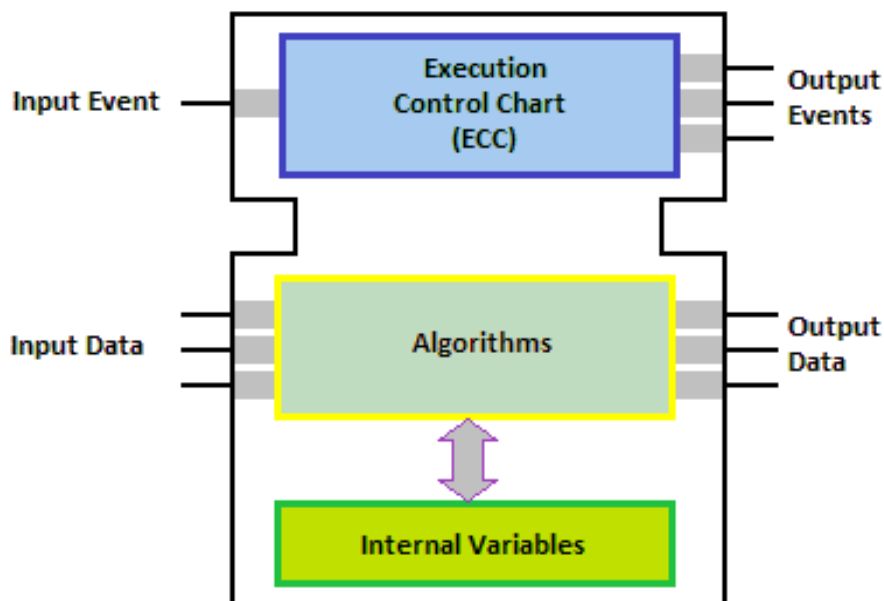 Execution
Control Chart
(ECC)
Input Event
Output
Events
Algorithms
Input Data
Output
Data
Internal Variables